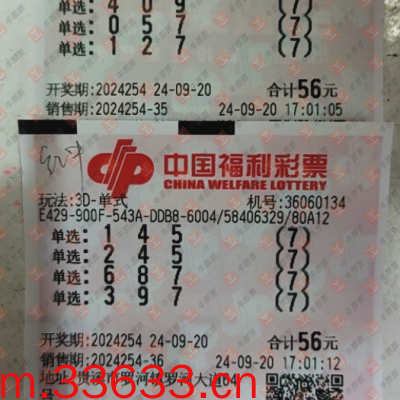 单选: 4 0 9 (7)
单选: 0 5 7 (7)
单选: 1 2 7 (7)
开奖期:2024254 24-09-20 合计56元
销售期:2024254-35 24-09-20 17:01:05
中国福利彩票
CHINA WELFARE LOTTERY
玩法:3D-单式 机号:36060134
E429-900F-543A-DDB8-6004/58406329/80A12
单选: 1 4 5 (7)
单选: 2 4 5 (7)
单选: 6 8 7 (7)
单选: 3 9 7 (7)
开奖期:2024254 24-09-20 合计56元
销售期:2024254-36 24-09-20 17:01:12
地址:
m.33633.com.cn